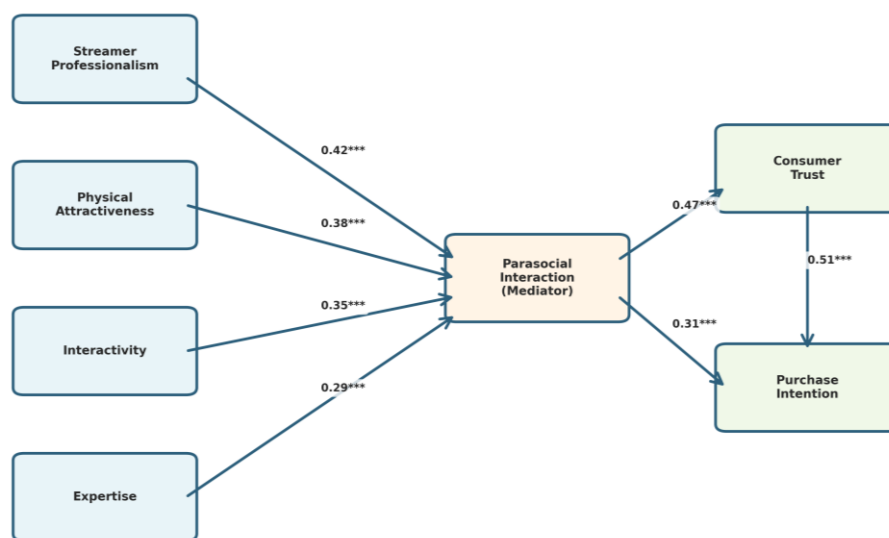 Streamer
Professionalism
0.42***
Physical
Attractiveness
0.38***
Interactivity
0.35***
Expertise
0.29***
Parasocial
Interaction
(Mediator)
0.47***
0.31***
Consumer
Trust
0.51***
Purchase
Intention